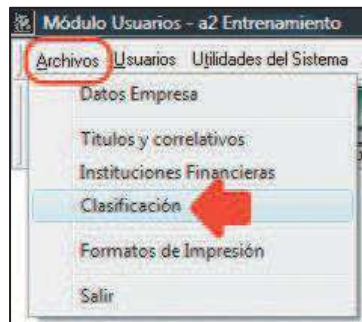 Módulo Usuarios - a2 Entrenamiento
Archivos Usuarios Utilidades del Sistema
Datos Empresa
Titulos y correlativos
Instituciones Financieras
Clasificación
Formatos de Impresión
Salir